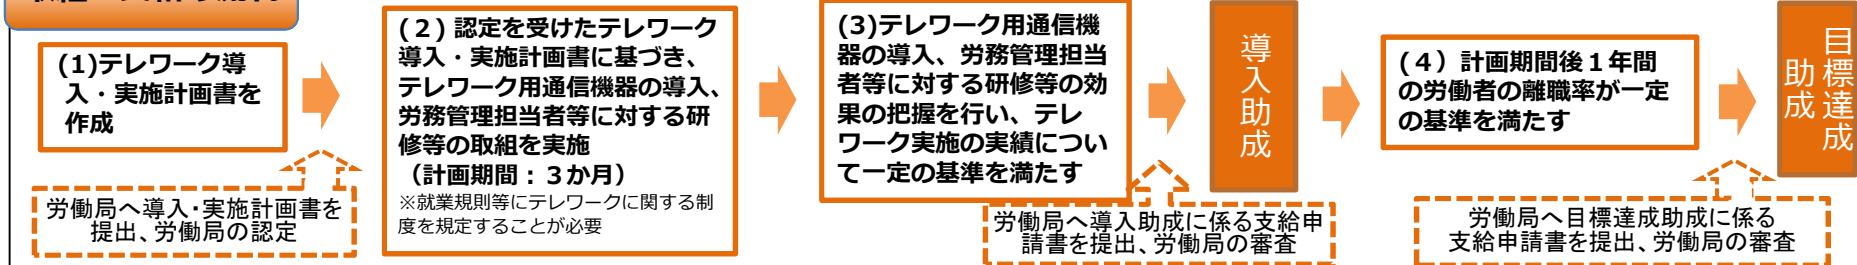 (1)テレワーク導
入・実施計画書を
作成
労働局へ導入・実施計画書を
提出、労働局の認定
(２) 認定を受けたテレワーク
導入・実施計画書に基づき、
テレワーク用通信機器の導入、
労務管理担当者等に対する研
修等の取組を実施
（計画期間：３か月）
※就業規則等にテレワークに関する制
度を規定することが必要
(3)テレワーク用通信機
器の導入、労務管理担当
者等に対する研修等の効
果の把握を行い、テレ
ワーク実施の実績につい
て一定の基準を満たす
労働局へ導入助成に係る支給申
請書を提出、労働局の審査
導入助成
(４）計画期間後１年間
の労働者の離職率が一定
の基準を満たす
労働局へ目標達成助成に係る
支給申請書を提出、労働局の審査
目標達成
助成